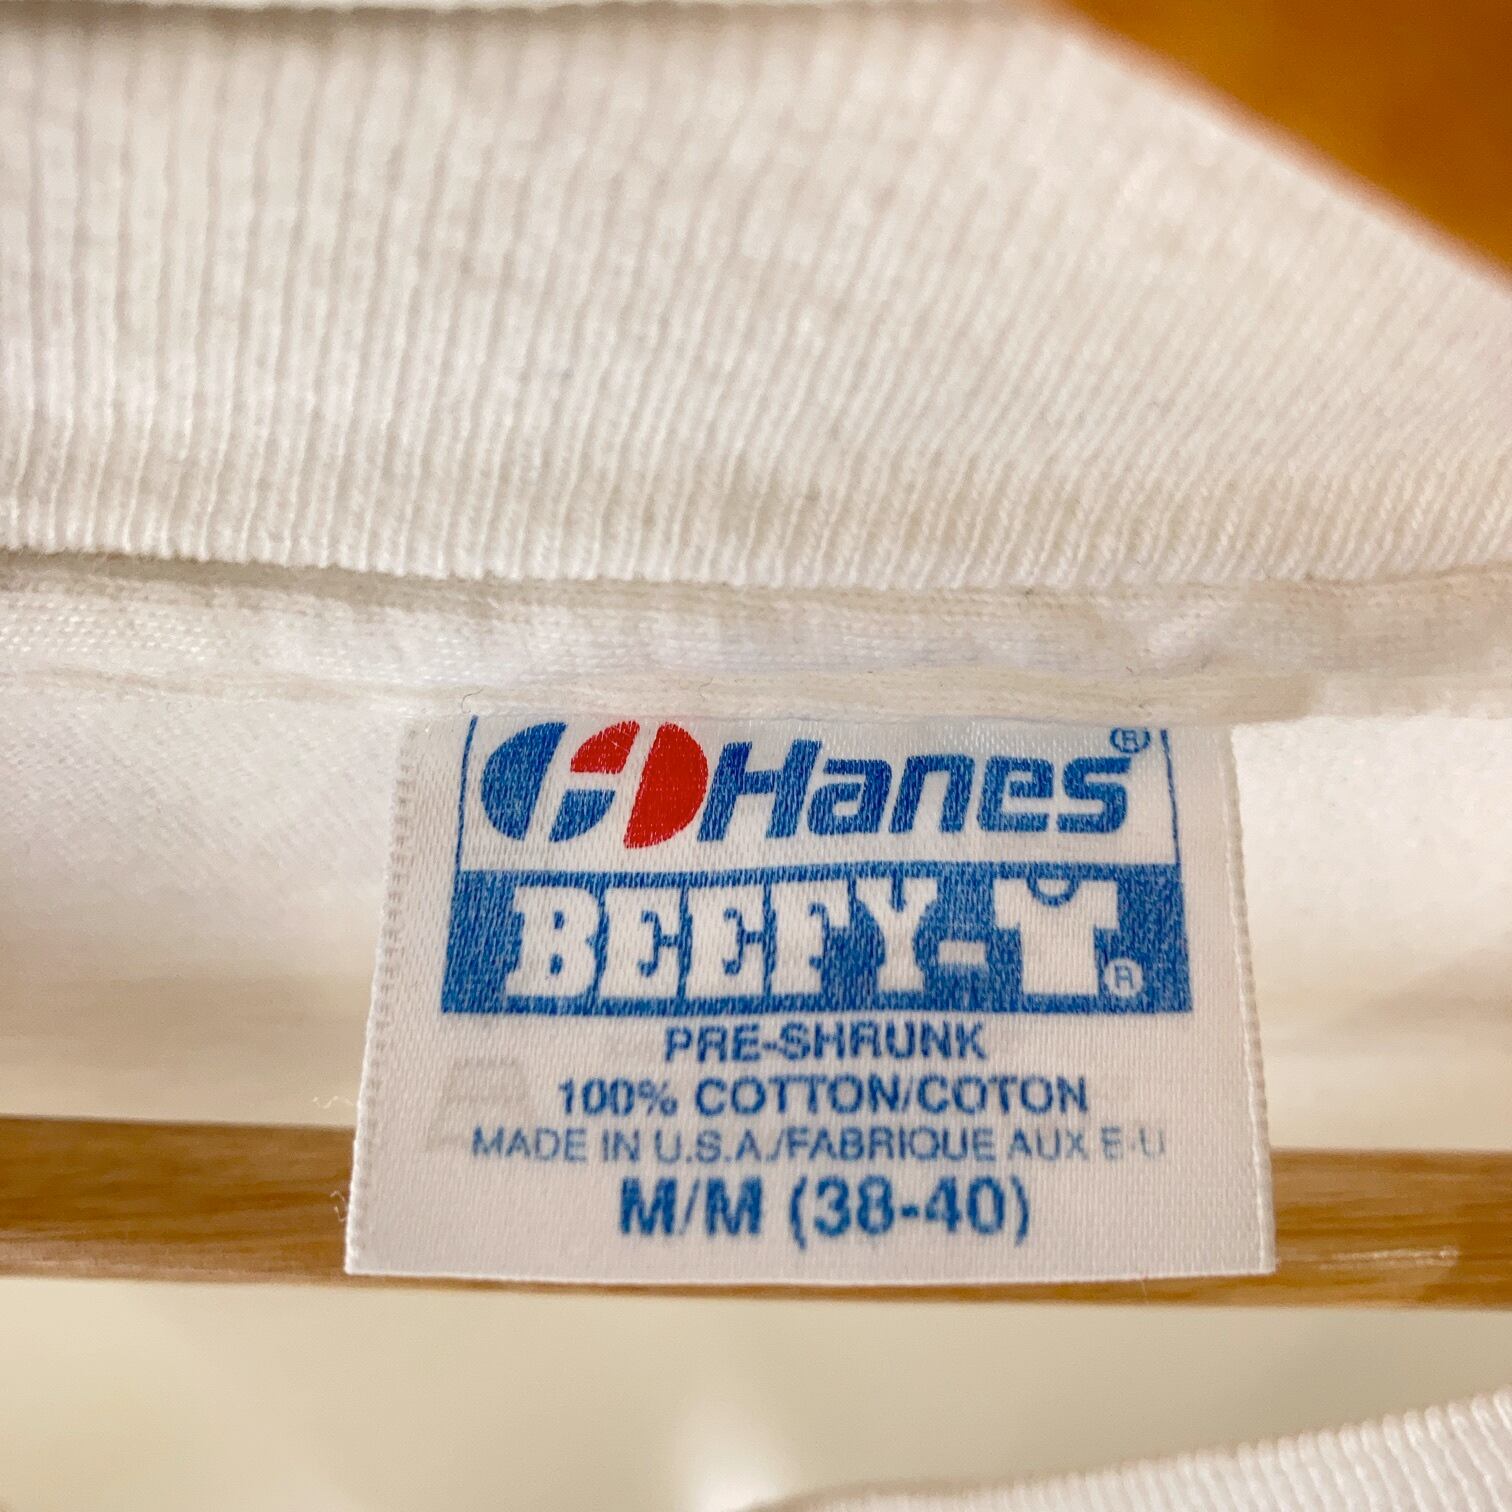 Hanes®
BEEFY-T®
PRE-SHRUNK
100% COTTON/COTON
MADE IN U.S.A./FABRIQUE AUX E-U
M/M (38-40)